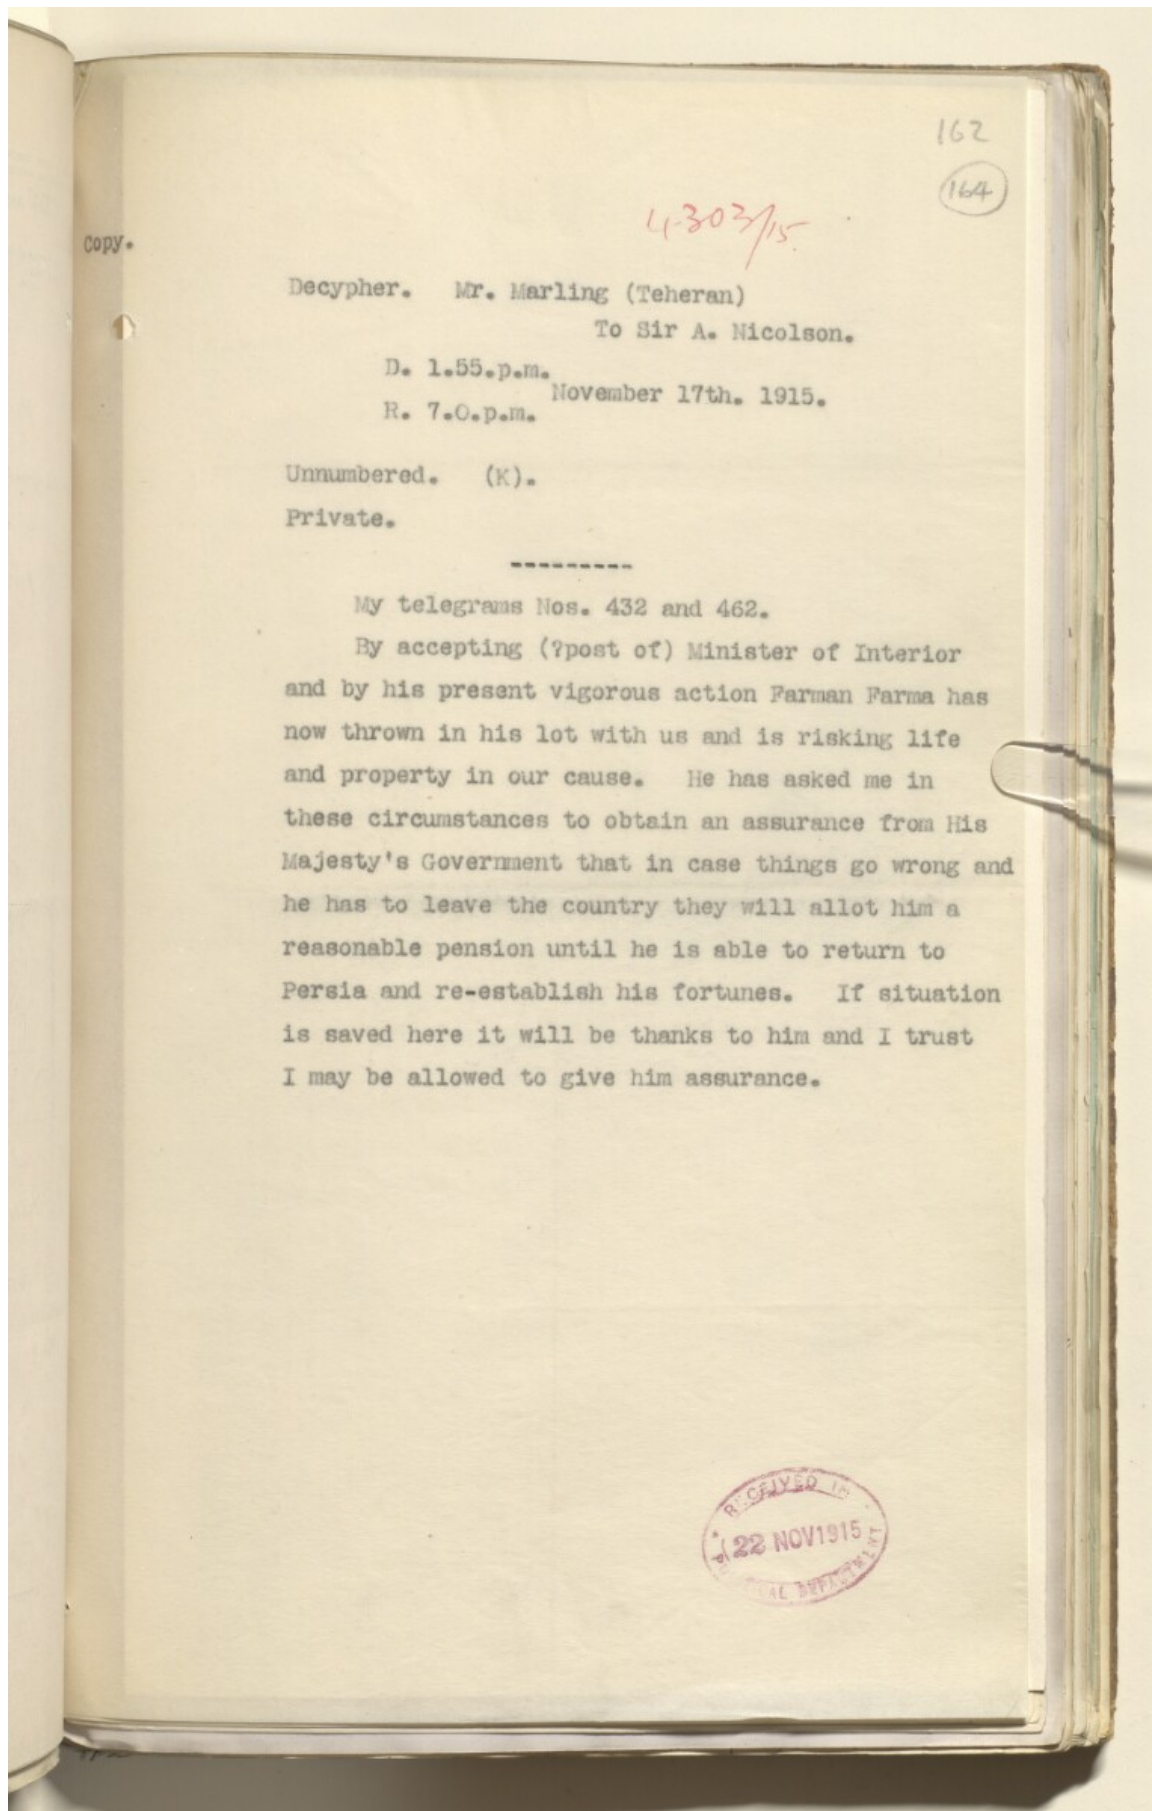 162
164
4303/15.
Copy.
Decypher. Mr. Marling (Teheran)
To Sir A. Nicolson.
D. 1.55.p.m.
November 17th. 1915.
R. 7.0.p.m.
Unnumbered. (K).
Private.
---------
My telegrams Nos. 432 and 462.
By accepting (?post of) Minister of Interior
and by his present vigorous action Farman Farma has
now thrown in his lot with us and is risking life
and property in our cause. He has asked me in
these circumstances to obtain an assurance from His
Majesty's Government that in case things go wrong and
he has to leave the country they will allot him a
reasonable pension until he is able to return to
Persia and re-establish his fortunes. If situation
is saved here it will be thanks to him and I trust
I may be allowed to give him assurance.
RECEIVED IN
22 NOV1915
POLITICAL DEPARTMENT